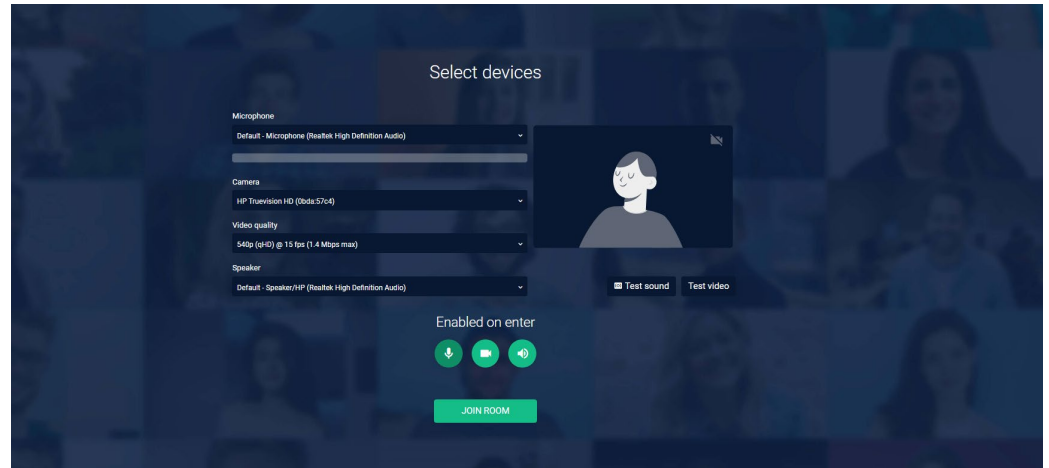 Select devices
Microphone
Default - Microphone (Realtek High Definition Audio)
Camera
HP Truevision HD (0bda:57c4)
Video quality
540p (qHD) @ 15 fps (1.4 Mbps max)
Speaker
Default - Speaker/HP (Realtek High Definition Audio)
Test sound
Test video
Enabled on enter
JOIN ROOM